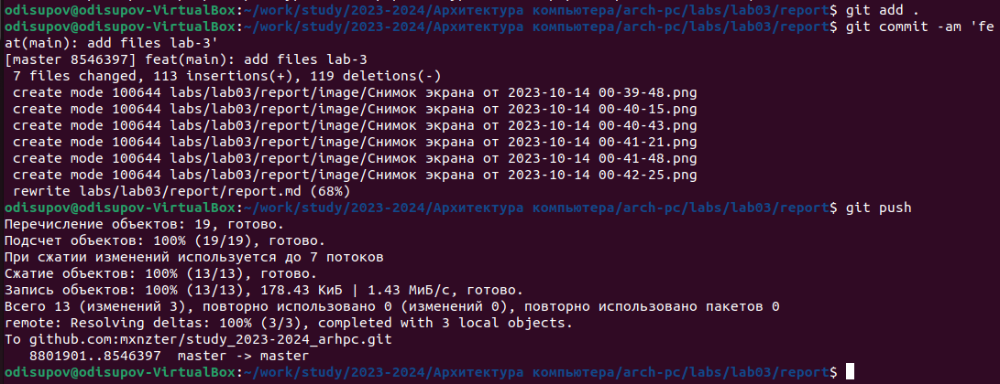 odisupov@odisupov-VirtualBox:~/work/study/2023-2024/Архитектура компьютера/arch-pc/labs/lab03/report$ git add .
odisupov@odisupov-VirtualBox:~/work/study/2023-2024/Архитектура компьютера/arch-pc/labs/lab03/report$ git commit -am 'fe
at(main): add files lab-3'
[master 8546397] feat(main): add files lab-3
 7 files changed, 113 insertions(+), 119 deletions(-)
 create mode 100644 labs/lab03/report/image/Снимок экрана от 2023-10-14 00-39-48.png
 create mode 100644 labs/lab03/report/image/Снимок экрана от 2023-10-14 00-40-15.png
 create mode 100644 labs/lab03/report/image/Снимок экрана от 2023-10-14 00-40-43.png
 create mode 100644 labs/lab03/report/image/Снимок экрана от 2023-10-14 00-41-21.png
 create mode 100644 labs/lab03/report/image/Снимок экрана от 2023-10-14 00-41-48.png
 create mode 100644 labs/lab03/report/image/Снимок экрана от 2023-10-14 00-42-25.png
 rewrite labs/lab03/report/report.md (68%)
odisupov@odisupov-VirtualBox:~/work/study/2023-2024/Архитектура компьютера/arch-pc/labs/lab03/report$ git push
Перечисление объектов: 19, готово.
Подсчет объектов: 100% (19/19), готово.
При сжатии изменений используется до 7 потоков
Сжатие объектов: 100% (13/13), готово.
Запись объектов: 100% (13/13), 178.43 КиБ | 1.43 МиБ/с, готово.
Всего 13 (изменений 3), повторно использовано 0 (изменений 0), повторно использовано пакетов 0
remote: Resolving deltas: 100% (3/3), completed with 3 local objects.
To github.com:mxnzter/study_2023-2024_arhpc.git
   8801901..8546397  master -> master
odisupov@odisupov-VirtualBox:~/work/study/2023-2024/Архитектура компьютера/arch-pc/labs/lab03/report$